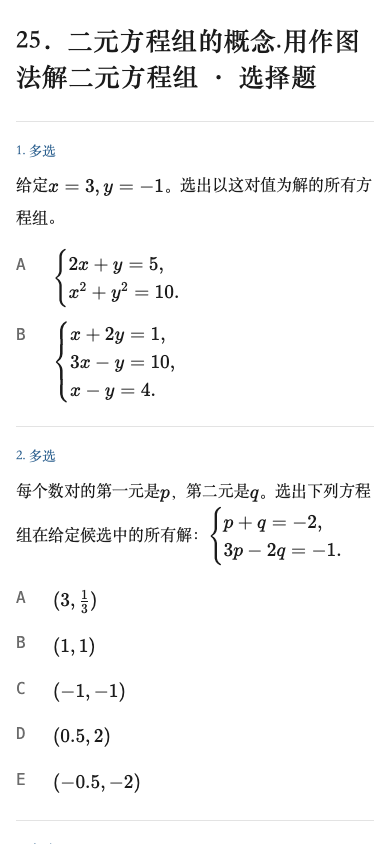 25．二元方程组的概念.用作图
法解二元方程组 · 选择题
1. 多选
给定x = 3, y = −1。选出以这对值为解的所有方
程组。
A { 2x + y = 5,
x² + y² = 10.
B { x + 2y = 1,
3x − y = 10,
x − y = 4.
2. 多选
每个数对的第一元是p，第二元是q。选出下列方程
组在给定候选中的所有解： { p + q = −2,
3p − 2q = −1.
A (3, 1/3)
B (1, 1)
C (−1, −1)
D (0.5, 2)
E (−0.5, −2)